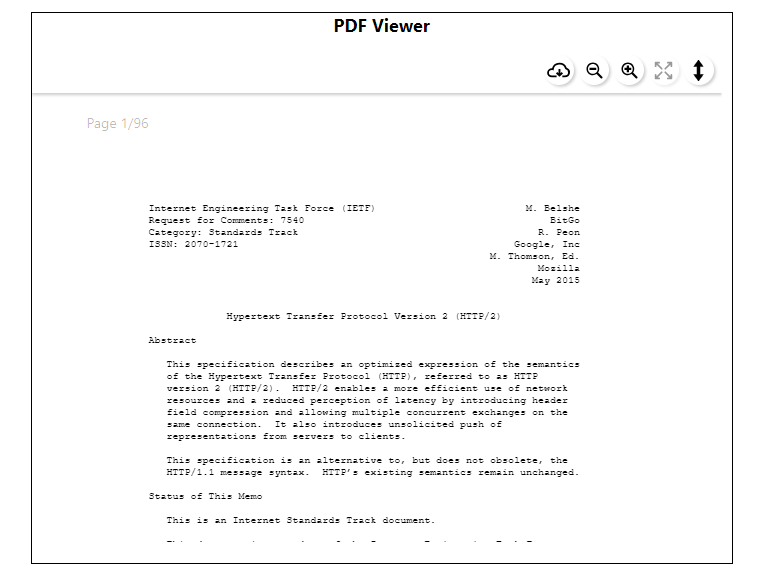 PDF Viewer
Page 1/96
Internet Engineering Task Force (IETF) M. Belshe
Request for Comments: 7540 BitGo
Category: Standards Track R. Peon
ISSN: 2070-1721 Google, Inc
M. Thomson, Ed.
Mozilla
May 2015
Hypertext Transfer Protocol Version 2 (HTTP/2)
Abstract
This specification describes an optimized expression of the semantics
of the Hypertext Transfer Protocol (HTTP), referred to as HTTP
version 2 (HTTP/2). HTTP/2 enables a more efficient use of network
resources and a reduced perception of latency by introducing header
field compression and allowing multiple concurrent exchanges on the
same connection. It also introduces unsolicited push of
representations from servers to clients.
This specification is an alternative to, but does not obsolete, the
HTTP/1.1 message syntax. HTTP's existing semantics remain unchanged.
Status of This Memo
This is an Internet Standards Track document.